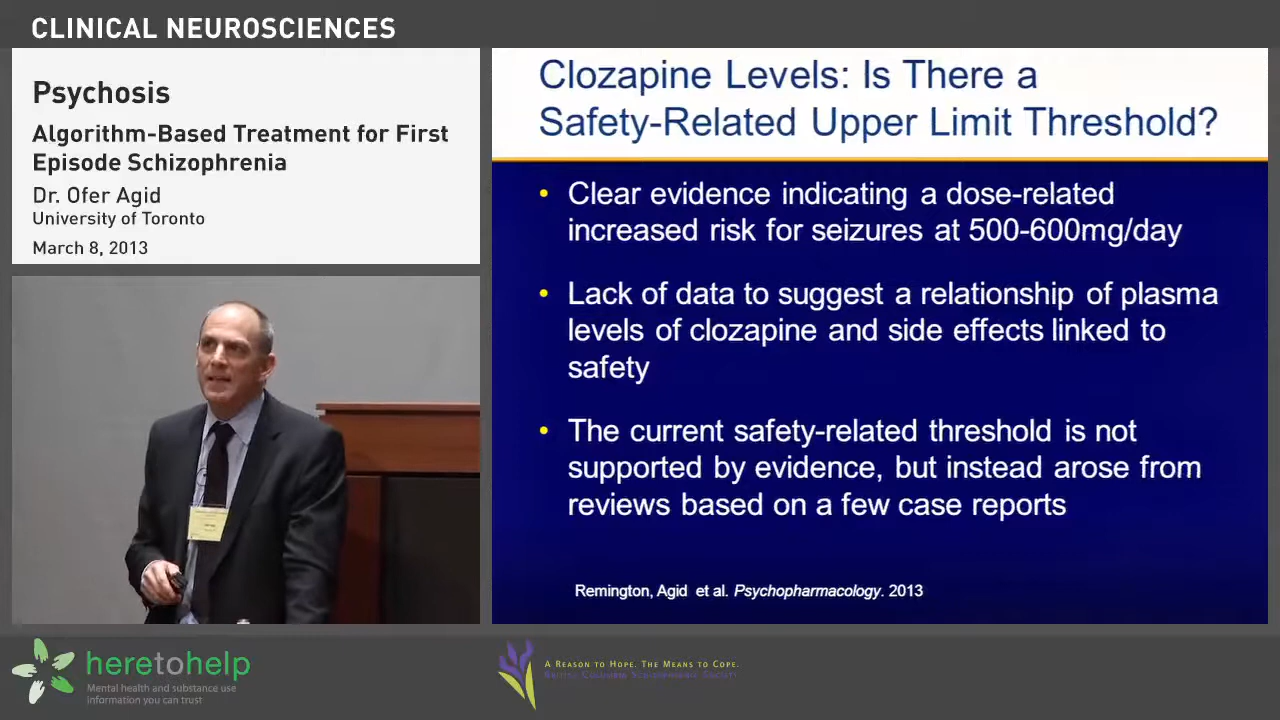 CLINICAL NEUROSCIENCES
Psychosis
Algorithm-Based Treatment for First
Episode Schizophrenia
Dr. Ofer Agid
University of Toronto
March 8, 2013
Clozapine Levels: Is There a
Safety-Related Upper Limit Threshold?
• Clear evidence indicating a dose-related
increased risk for seizures at 500-600mg/day
• Lack of data to suggest a relationship of plasma
levels of clozapine and side effects linked to
safety
• The current safety-related threshold is not
supported by evidence, but instead arose from
reviews based on a few case reports
Remington, Agid et al. Psychopharmacology. 2013
heretohelp
Mental health and substance use
information you can trust
A REASON TO HOPE. THE MEANS TO COPE.
BRITISH COLUMBIA SCHIZOPHRENIA SOCIETY